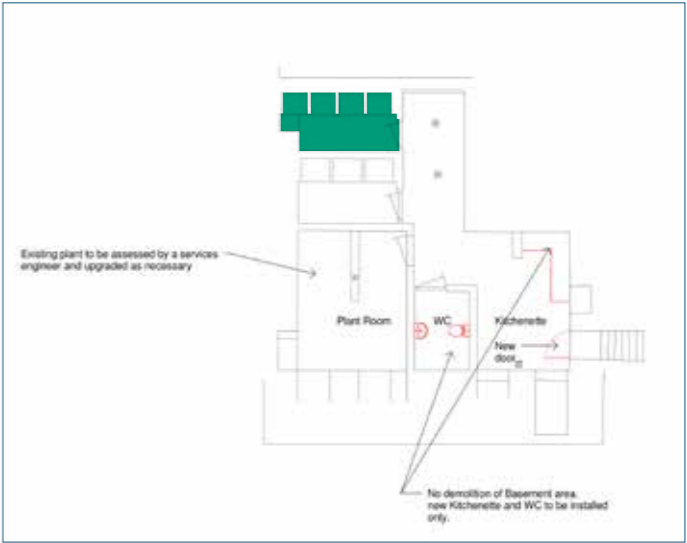 Existing plant to be assessed by a services
engineer and upgraded as necessary
Plant Room
WC
Kitchenette
New
door
No demolition of Basement area.
new Kitchenette and WC to be installed
only.